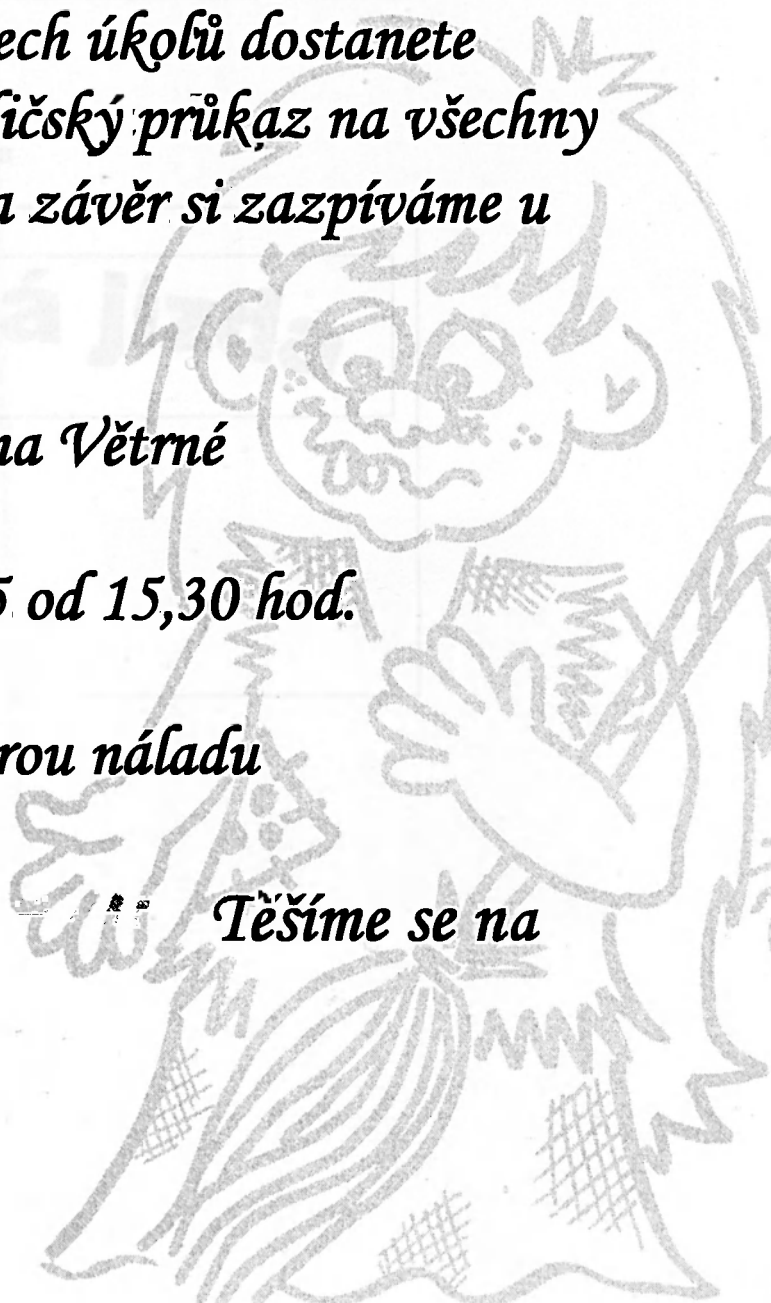 ech úkolů dostanete
ičský průkaz na všechny
a závěr si zazpíváme u
na Větrné
5 od 15,30 hod.
rou náladu
Těšíme se na